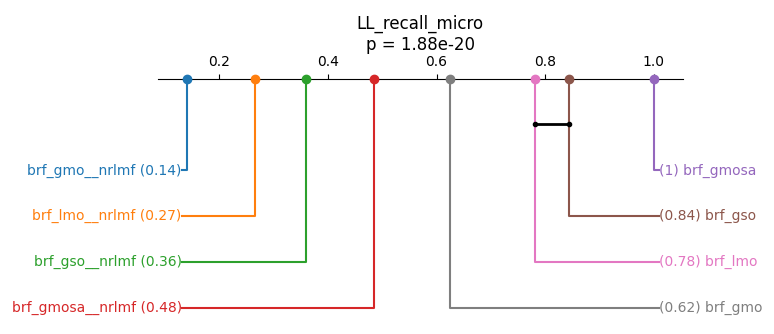 LL_recall_micro
p = 1.88e-20
0.2 0.4 0.6 0.8 1.0
brf_gmo__nrlmf (0.14) (1) brf_gmosa
brf_lmo__nrlmf (0.27) (0.84) brf_gso
brf_gso__nrlmf (0.36) (0.78) brf_lmo
brf_gmosa__nrlmf (0.48) (0.62) brf_gmo